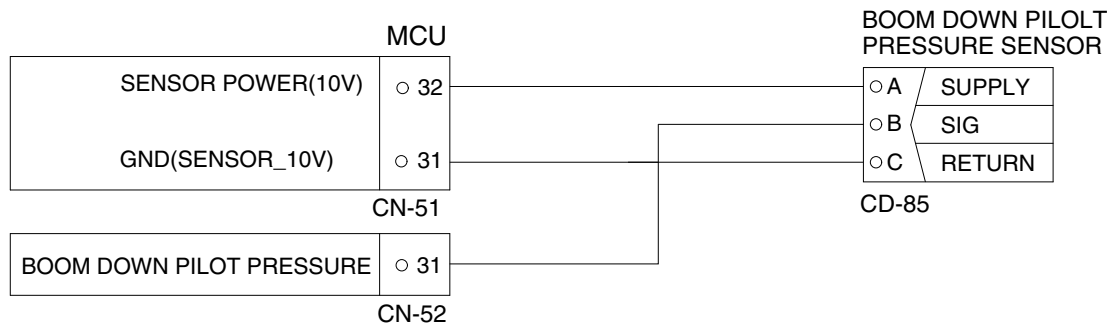 BOOM DOWN PILOLT
PRESSURE SENSOR
MCU
SENSOR POWER(10V)
32
A
SUPPLY
B
SIG
GND(SENSOR_10V)
31
C
RETURN
CN-51
CD-85
BOOM DOWN PILOT PRESSURE
31
CN-52